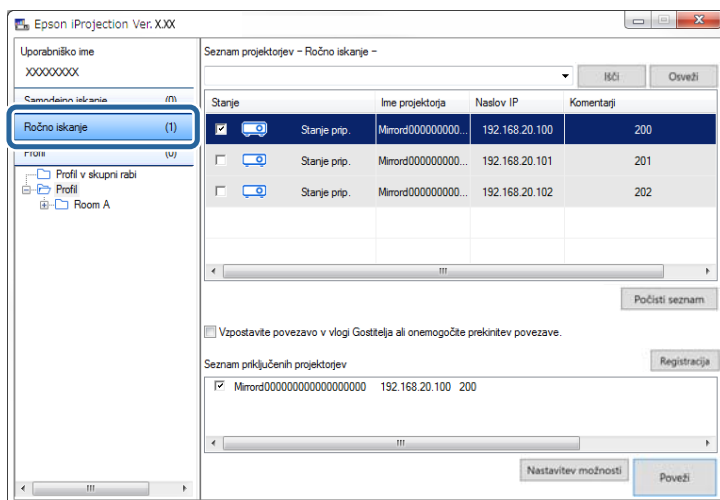 Epson iProjection Ver. X.XX
Uporabniško ime
XXXXXXXX
Samodejno iskanje (0)
Ročno iskanje (1)
Profil (0)
Profil v skupni rabi
Profil
Room A
Seznam projektorjev – Ročno iskanje –
Išči
Osveži
Stanje Ime projektorja Naslov IP Komentarji
Stanje prip. Mirrord000000000... 192.168.20.100 200
Stanje prip. Mirrord000000000... 192.168.20.101 201
Stanje prip. Mirrord000000000... 192.168.20.102 202
Počisti seznam
Vzpostavite povezavo v vlogi Gostitelja ali onemogočite prekinitev povezave.
Seznam priključenih projektorjev
Registracija
Mirrord000000000000000000 192.168.20.100 200
Nastavitev možnosti
Poveži